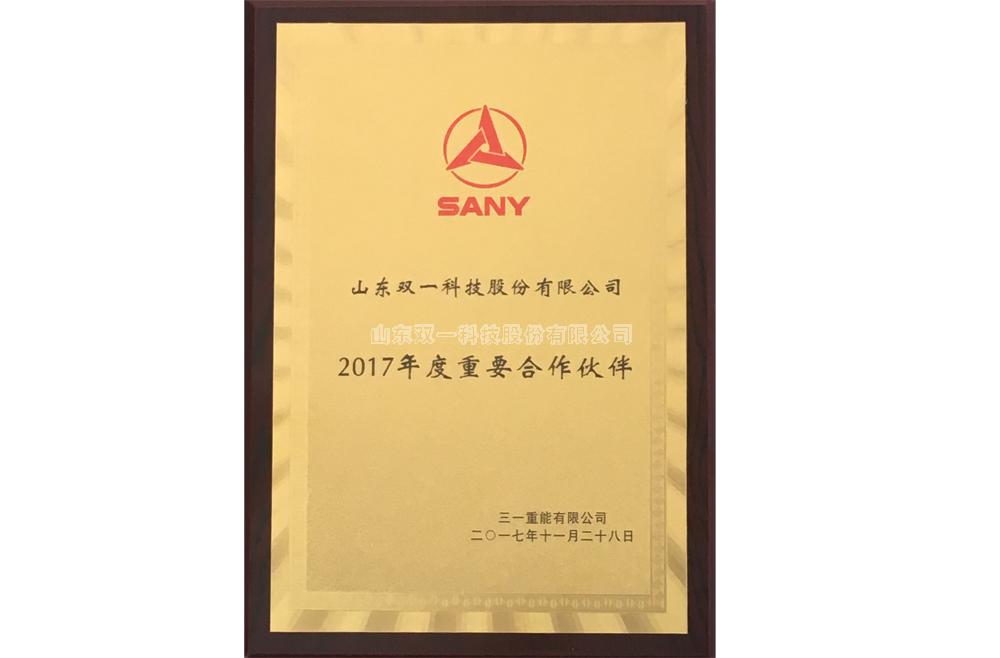 SANY
山东双一科技股份有限公司
山东双一科技股份有限公司
2017年度重要合作伙伴
三一重能有限公司
二〇一七年十一月二十八日